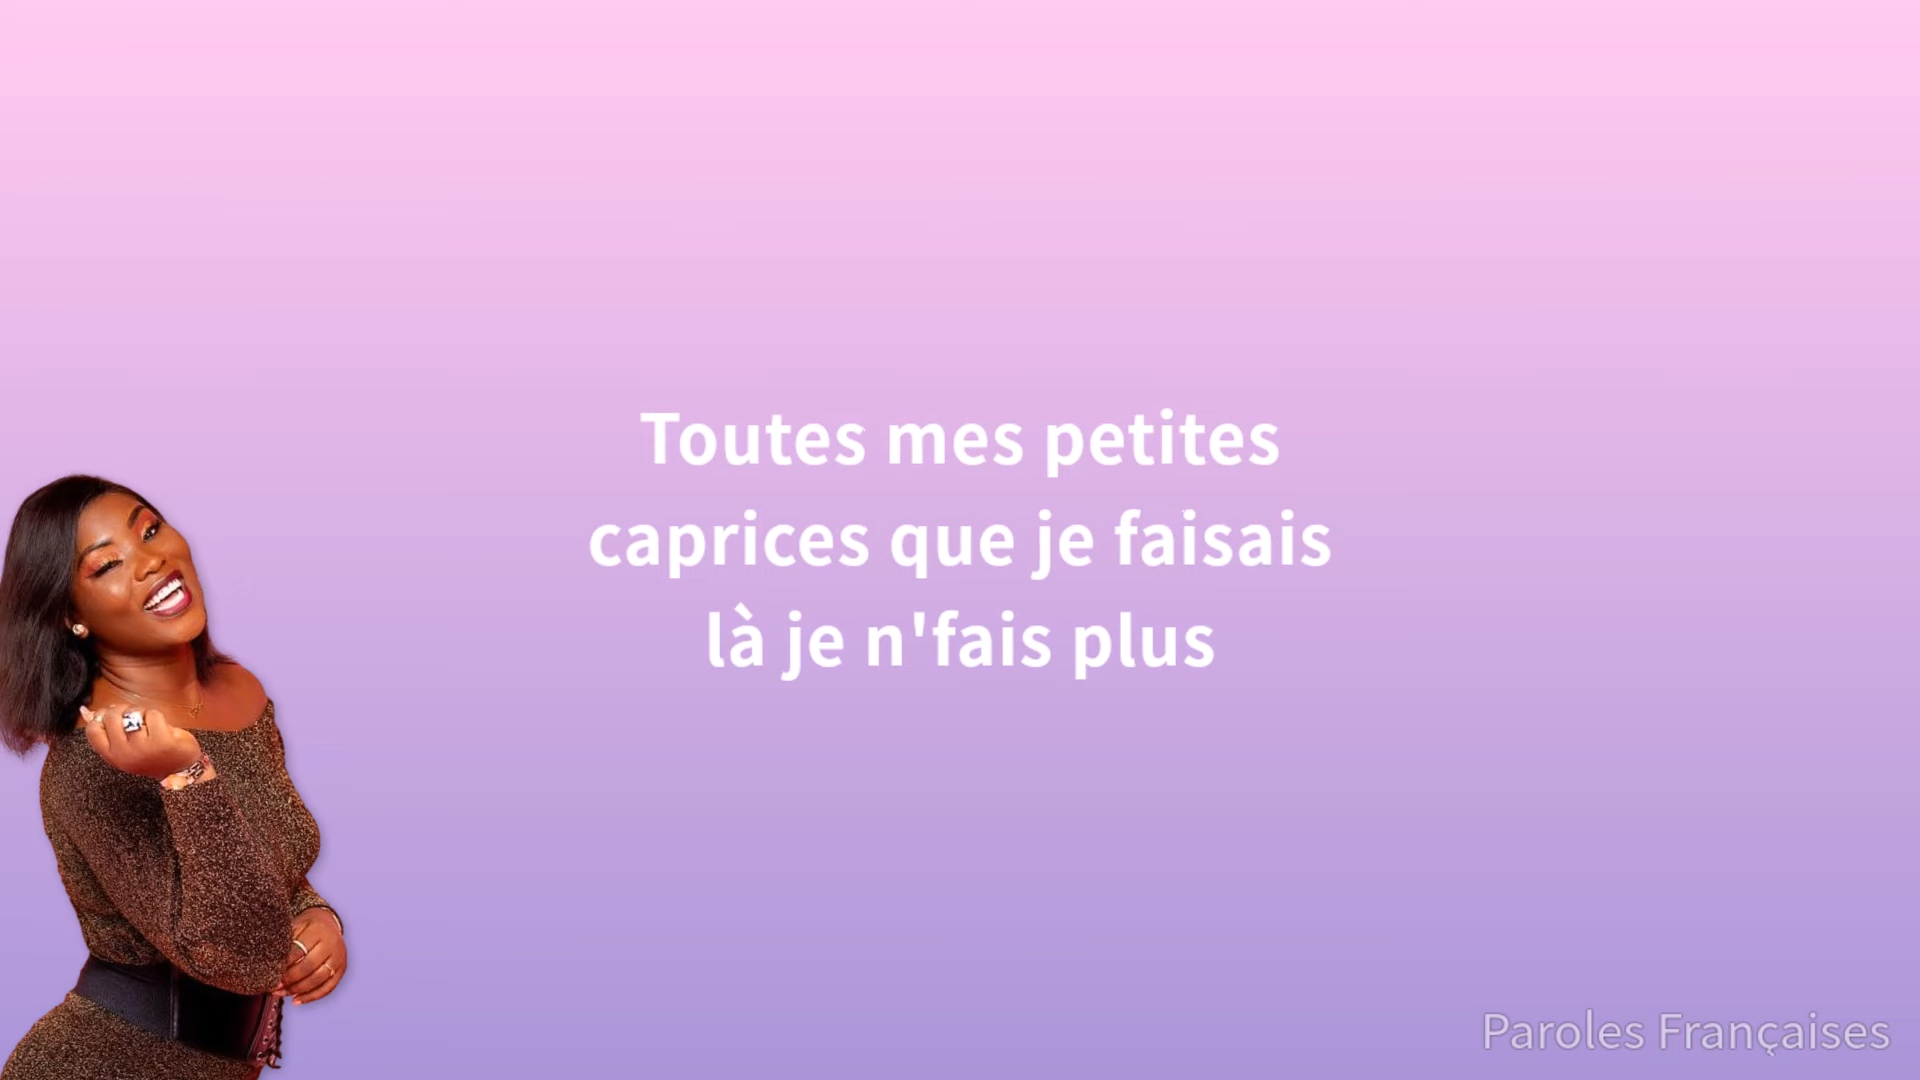 Toutes mes petites
caprices que je faisais
là je n'fais plus
Paroles Françaises